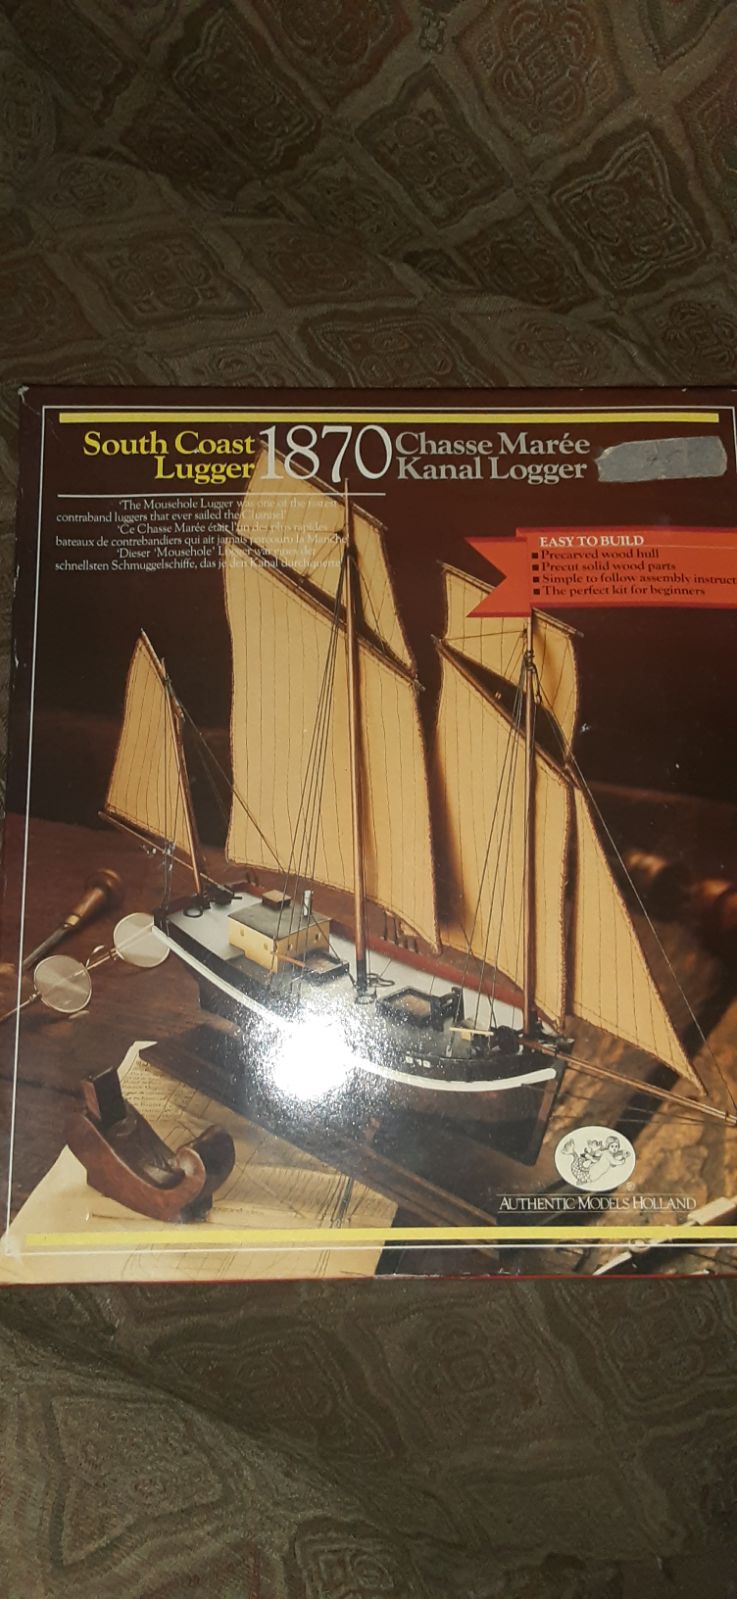 South Coast
Lugger
1870
Chasse Marée
Kanal Logger
'The Mousehole Lugger was one of the fastest
contraband luggers that ever sailed the Channel'
'Ce Chasse Marée était l'un des plus rapides
bateaux de contrebandiers qui ait jamais parcouru la Manche'
'Dieser 'Mousehole' Logger war eines der
schnellsten Schmuggelschiffe, das je den Kanal durchquerte'
EASY TO BUILD
■ Precarved wood hull
■ Precut solid wood parts
■ Simple to follow assembly instruct
■ The perfect kit for beginners
AUTHENTIC MODELS HOLLAND
®